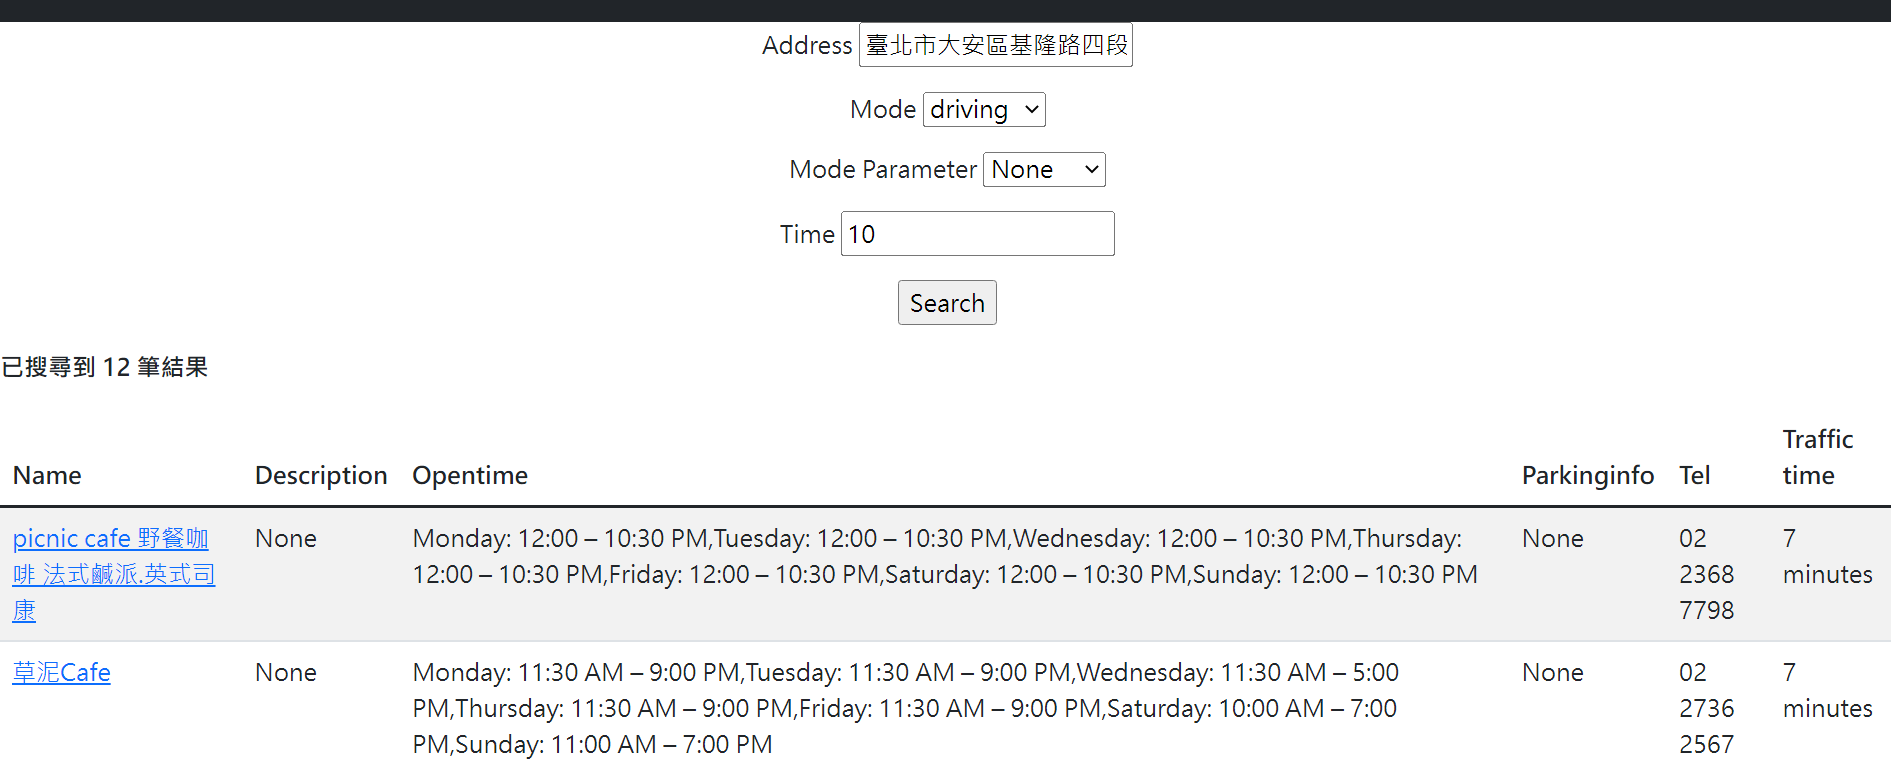 Address 臺北市大安區基隆路四段
Mode driving
Mode Parameter None
Time 10
Search
已搜尋到 12 筆結果
Name Description Opentime Parkinginfo Tel Traffic time
picnic cafe 野餐咖
啡 法式鹹派.英式司
康
None
Monday: 12:00 – 10:30 PM,Tuesday: 12:00 – 10:30 PM,Wednesday: 12:00 – 10:30 PM,Thursday:
12:00 – 10:30 PM,Friday: 12:00 – 10:30 PM,Saturday: 12:00 – 10:30 PM,Sunday: 12:00 – 10:30 PM
None
02
2368
7798
7
minutes
草泥Cafe
None
Monday: 11:30 AM – 9:00 PM,Tuesday: 11:30 AM – 9:00 PM,Wednesday: 11:30 AM – 5:00
PM,Thursday: 11:30 AM – 9:00 PM,Friday: 11:30 AM – 9:00 PM,Saturday: 10:00 AM – 7:00
PM,Sunday: 11:00 AM – 7:00 PM
None
02
2736
2567
7
minutes